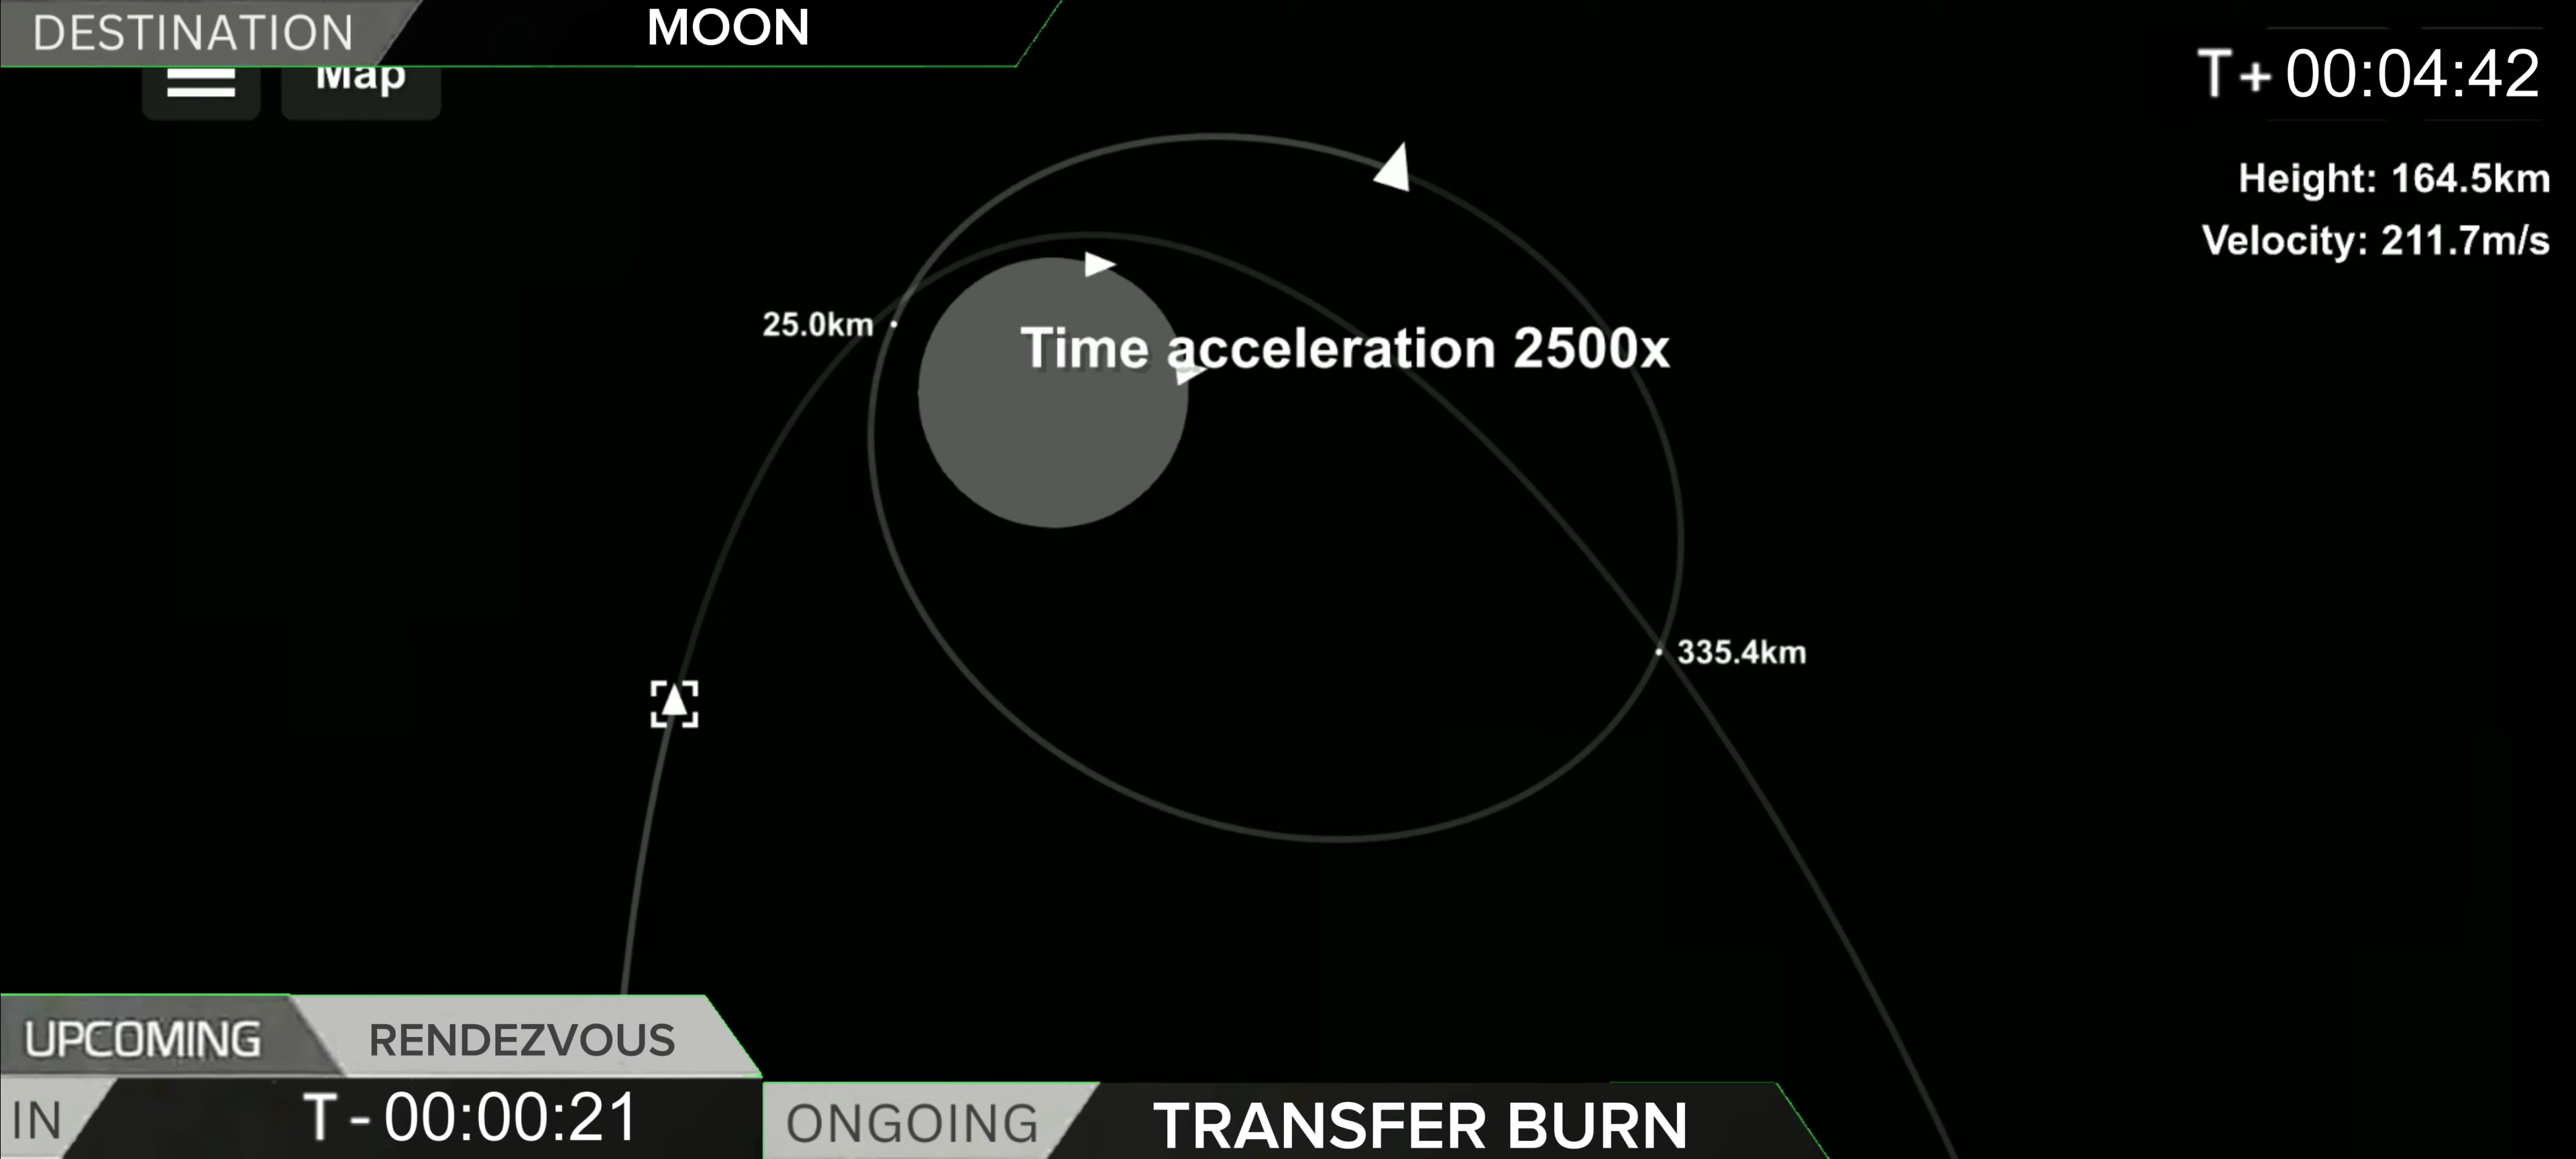 DESTINATION
MOON
Map
T+ 00:04:42
Height: 164.5km
Velocity: 211.7m/s
25.0km
Time acceleration 2500x
335.4km
UPCOMING
RENDEZVOUS
IN
T - 00:00:21
ONGOING
TRANSFER BURN